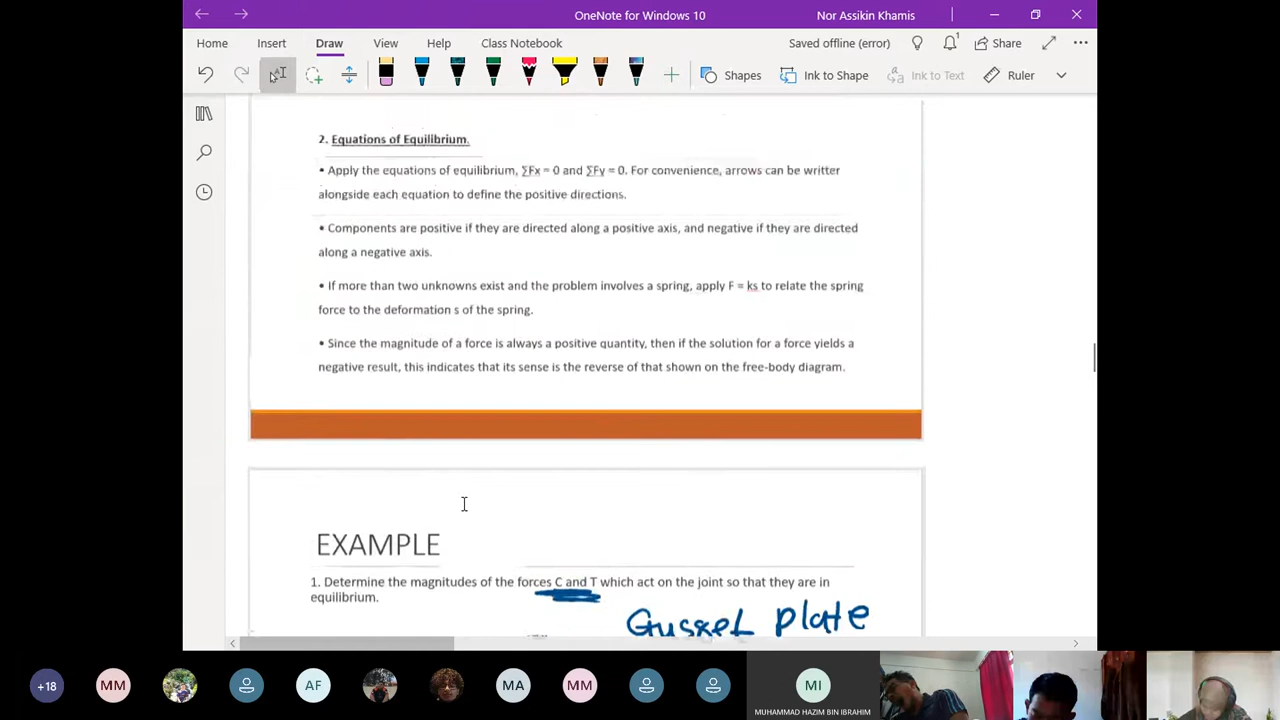 OneNote for Windows 10
Nor Assikin Khamis
Home
Insert
Draw
View
Help
Class Notebook
Saved offline (error)
1
Share
Shapes
Ink to Shape
Ink to Text
Ruler
2. Equations of Equilibrium.
• Apply the equations of equilibrium, ∑Fx = 0 and ∑Fy = 0. For convenience, arrows can be writter
alongside each equation to define the positive directions.
• Components are positive if they are directed along a positive axis, and negative if they are directed
along a negative axis.
• If more than two unknowns exist and the problem involves a spring, apply F = ks to relate the spring
force to the deformation s of the spring.
• Since the magnitude of a force is always a positive quantity, then if the solution for a force yields a
negative result, this indicates that its sense is the reverse of that shown on the free-body diagram.
EXAMPLE
1. Determine the magnitudes of the forces C and T which act on the joint so that they are in
equilibrium.
Gusset plate
+18
MM
AF
MA
MM
MI
MUHAMMAD HAZIM BIN IBRAHIM